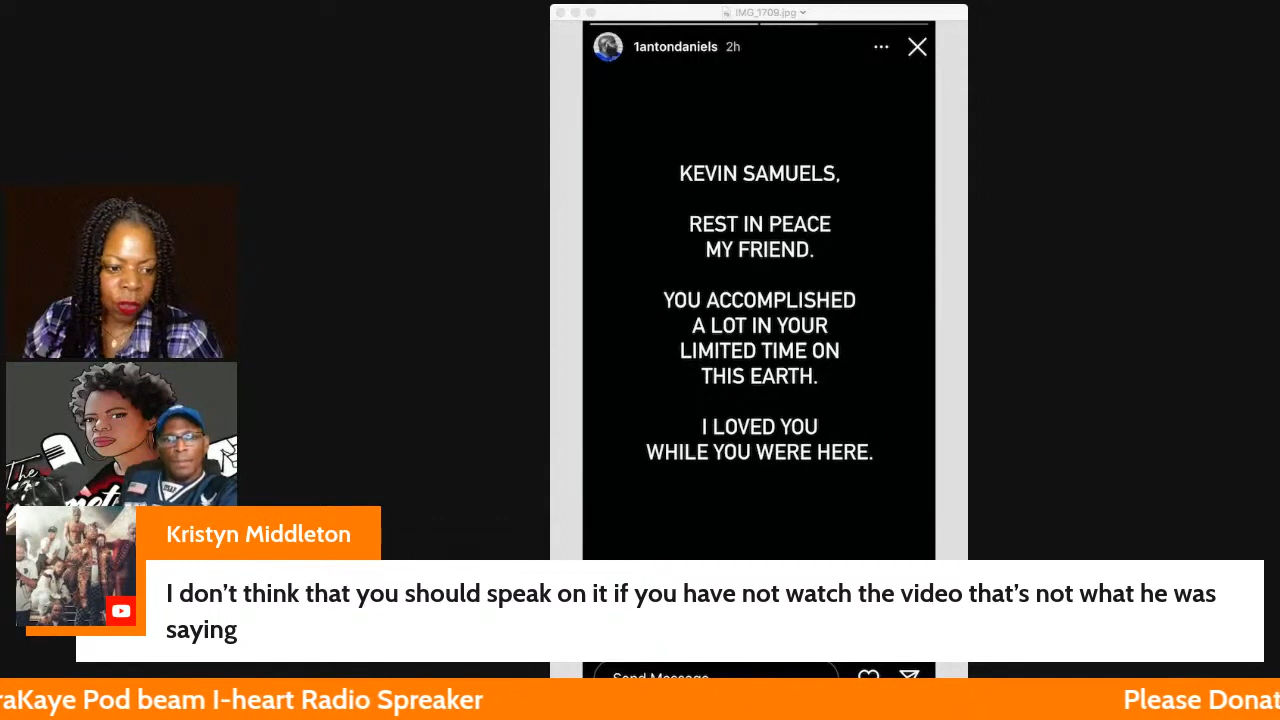 IMG_1709.jpg
1antondaniels 2h
KEVIN SAMUELS,
REST IN PEACE
MY FRIEND.
YOU ACCOMPLISHED
A LOT IN YOUR
LIMITED TIME ON
THIS EARTH.
I LOVED YOU
WHILE YOU WERE HERE.
The
Kristyn Middleton
I don’t think that you should speak on it if you have not watch the video that’s not what he was
saying
Send Message
raKaye Pod beam I-heart Radio Spreaker
Please Donat